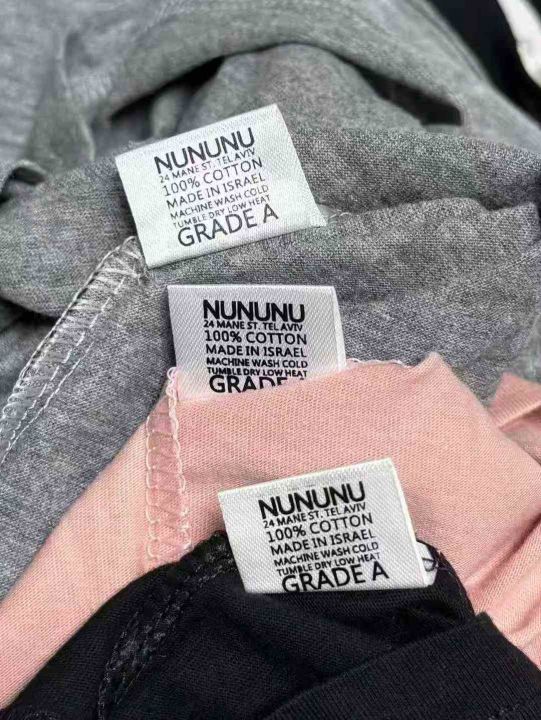 NUNUNU
24 MANE ST. TEL AVIV
100% COTTON
MADE IN ISRAEL
MACHINE WASH COLD
TUMBLE DRY LOW HEAT
GRADE A
NUNUNU
24 MANE ST. TEL AVIV
100% COTTON
MADE IN ISRAEL
MACHINE WASH COLD
TUMBLE DRY LOW HEAT
GRADE
NUNUNU
24 MANE ST. TEL AVIV
100% COTTON
MADE IN ISRAEL
MACHINE WASH COLD
TUMBLE DRY LOW HEAT
GRADE A